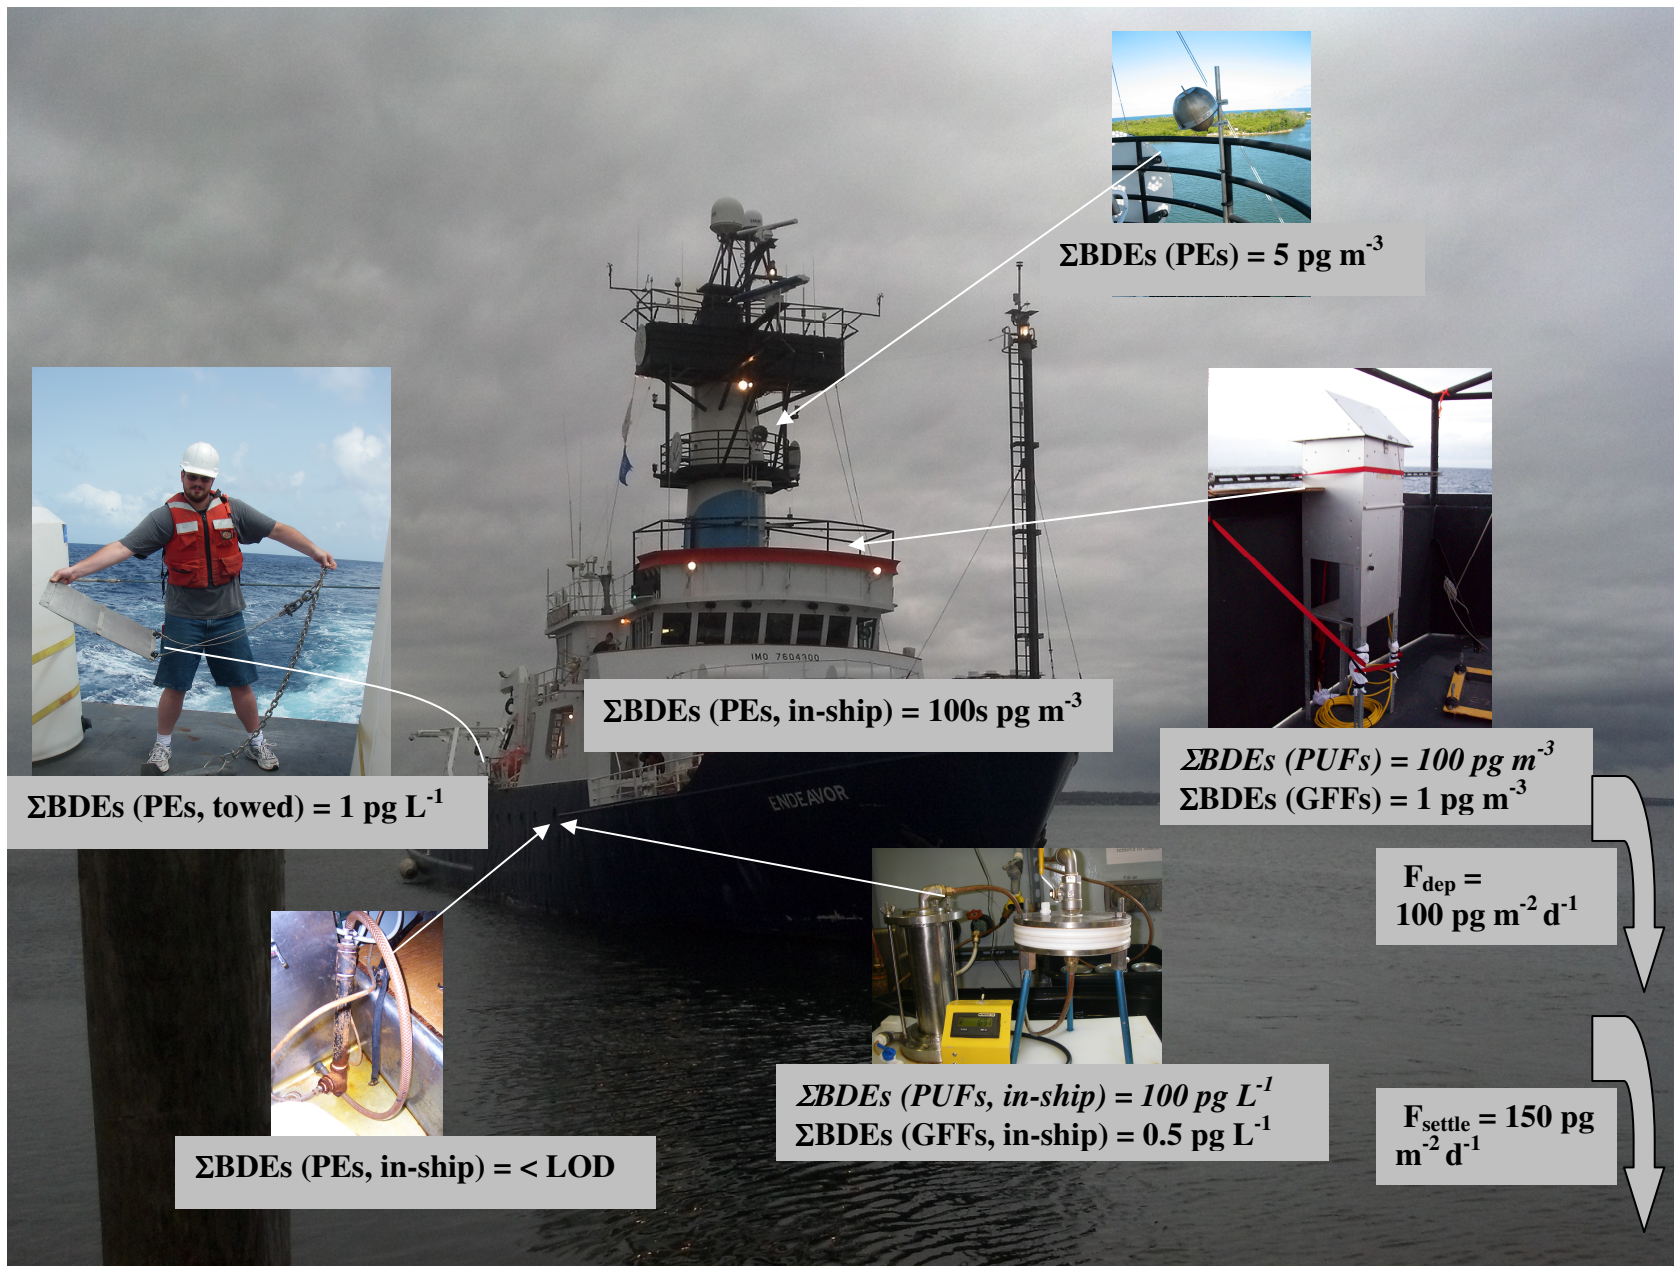 ΣBDEs (PEs) = 5 pg m⁻³
IMO 7604300
ΣBDEs (PEs, in-ship) = 100s pg m⁻³
ΣBDEs (PUFs) = 100 pg m⁻³
ΣBDEs (GFFs) = 1 pg m⁻³
ΣBDEs (PEs, towed) = 1 pg L⁻¹
ENDEAVOR
F_dep =
100 pg m⁻² d⁻¹
ΣBDEs (PUFs, in-ship) = 100 pg L⁻¹
ΣBDEs (GFFs, in-ship) = 0.5 pg L⁻¹
F_settle = 150 pg
m⁻² d⁻¹
ΣBDEs (PEs, in-ship) = < LOD